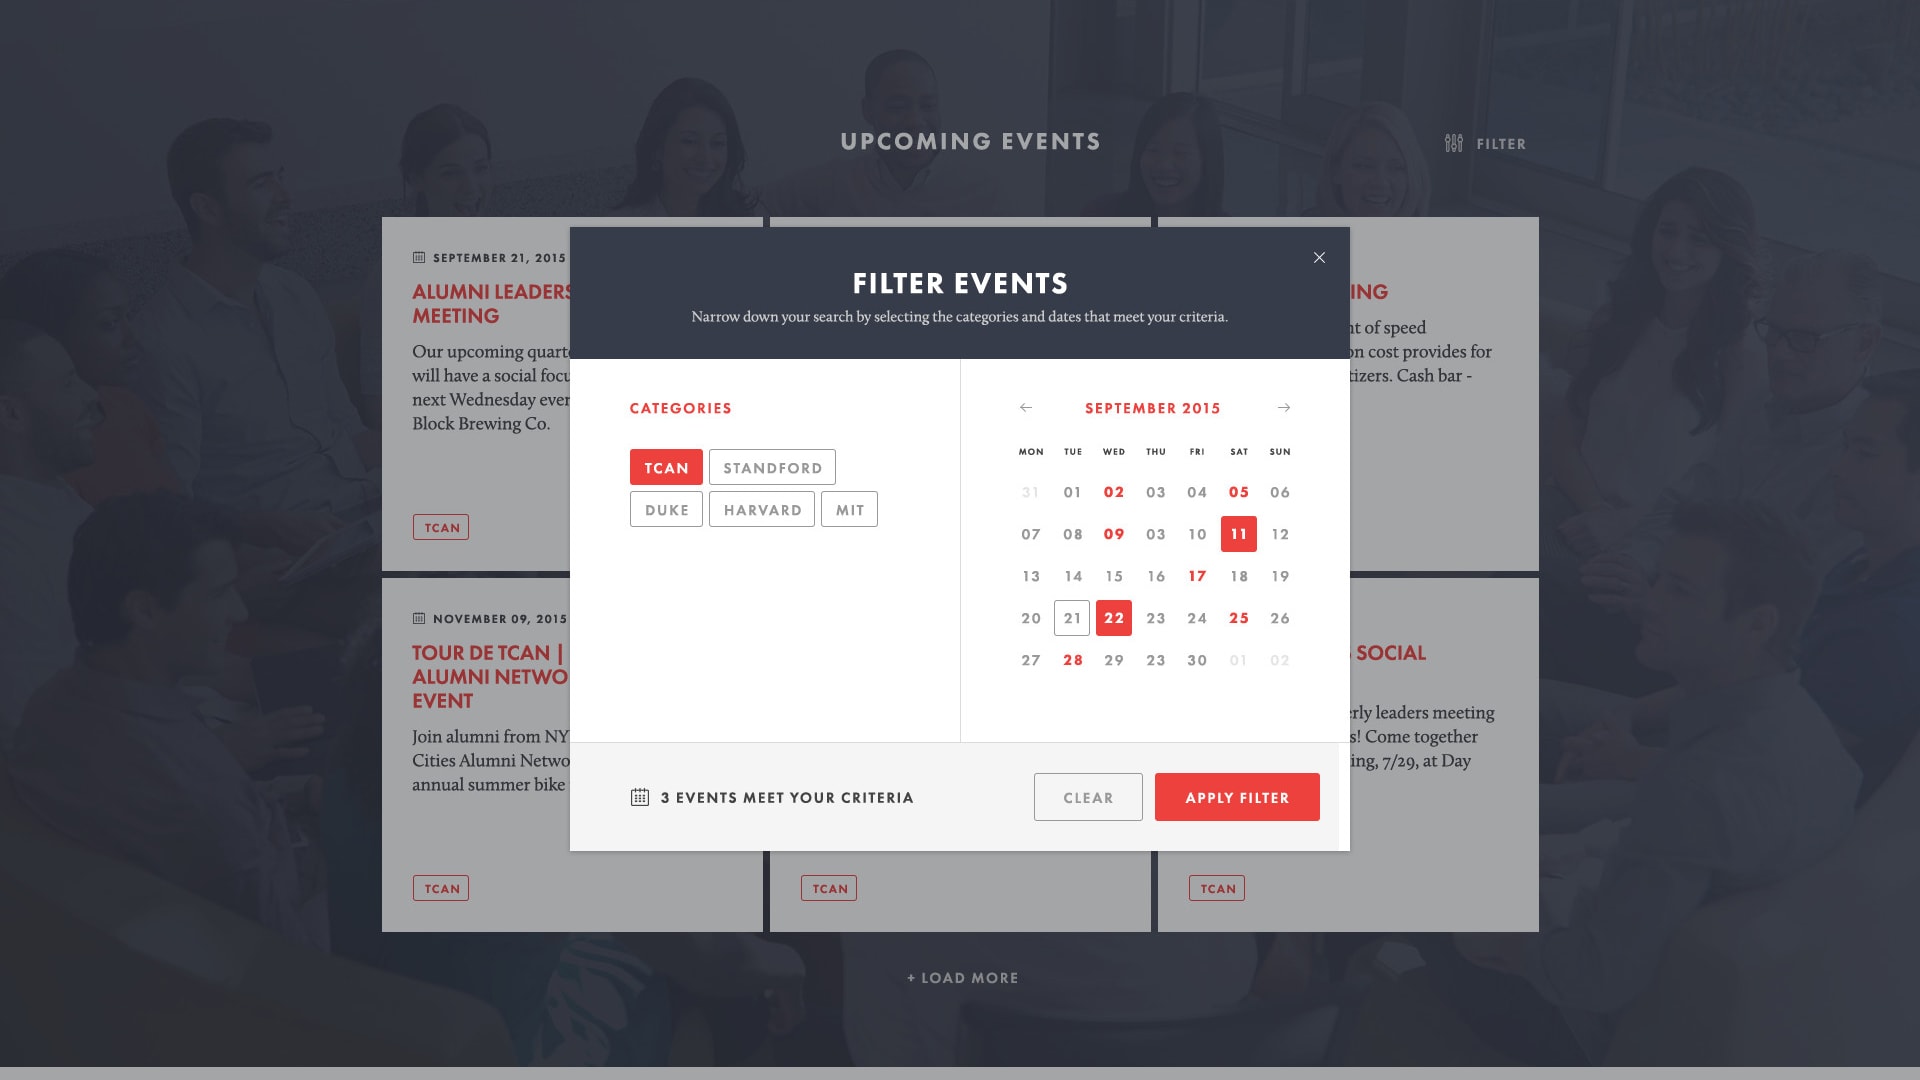 UPCOMING EVENTS
FILTER
SEPTEMBER 21, 2015
ALUMNI LEADERS
MEETING
Our upcoming quarte
will have a social focu
next Wednesday even
Block Brewing Co.
TCAN
ING
nt of speed
on cost provides for
tizers. Cash bar -
FILTER EVENTS
Narrow down your search by selecting the categories and dates that meet your criteria.
CATEGORIES
TCAN STANDFORD
DUKE HARVARD MIT
SEPTEMBER 2015
MON TUE WED THU FRI SAT SUN
31 01 02 03 04 05 06
07 08 09 03 10 11 12
13 14 15 16 17 18 19
20 21 22 23 24 25 26
27 28 29 23 30 01 02
3 EVENTS MEET YOUR CRITERIA
CLEAR
APPLY FILTER
NOVEMBER 09, 2015
TOUR DE TCAN |
ALUMNI NETWO
EVENT
Join alumni from NY
Cities Alumni Netwo
annual summer bike
TCAN
TCAN
SOCIAL
erly leaders meeting
s! Come together
ing, 7/29, at Day
TCAN
+ LOAD MORE